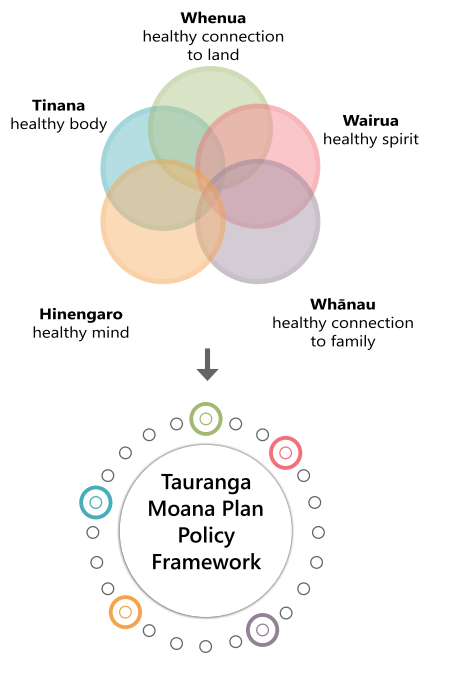 Whenua
healthy connection
to land
Tinana
healthy body
Wairua
healthy spirit
Hinengaro
healthy mind
Whānau
healthy connection
to family
Tauranga
Moana Plan
Policy
Framework